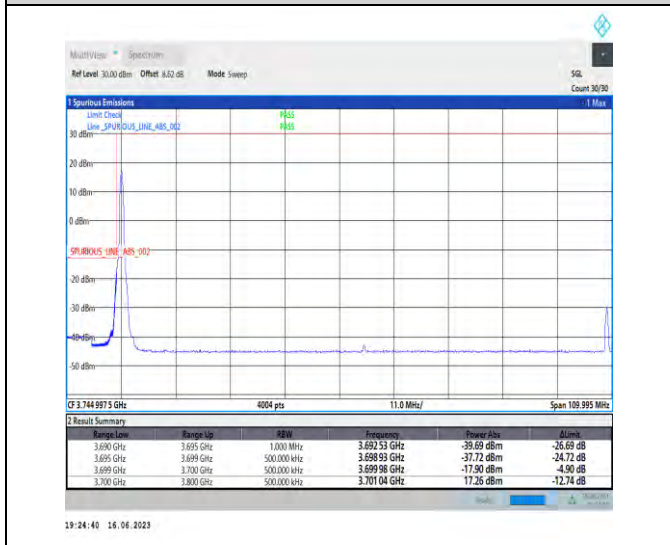 MultiView Spectrum
Ref Level 30.00 dBm Offset 8.62 dB Mode Sweep SGL
Count 30/30
1 Spurious Emissions 1 Max
Limit Check PASS
Line _SPURIOUS_LINE_ABS_002 PASS
30 dBm
20 dBm
10 dBm
0 dBm
_SPURIOUS_LINE_ABS_002
-20 dBm
-30 dBm
-40 dBm
-50 dBm
CF 3.744 997 5 GHz 4004 pts 11.0 MHz/ Span 109.995 MHz
2 Result Summary
Range Low Range Up RBW Frequency Power Abs ΔLimit
3.690 GHz 3.695 GHz 1.000 MHz 3.692 53 GHz -39.69 dBm -26.69 dB
3.695 GHz 3.699 GHz 500.000 kHz 3.698 93 GHz -37.72 dBm -24.72 dB
3.699 GHz 3.700 GHz 500.000 kHz 3.699 98 GHz -17.90 dBm -4.90 dB
3.700 GHz 3.800 GHz 500.000 kHz 3.701 04 GHz 17.26 dBm -12.74 dB
19:24:40 16.06.2023